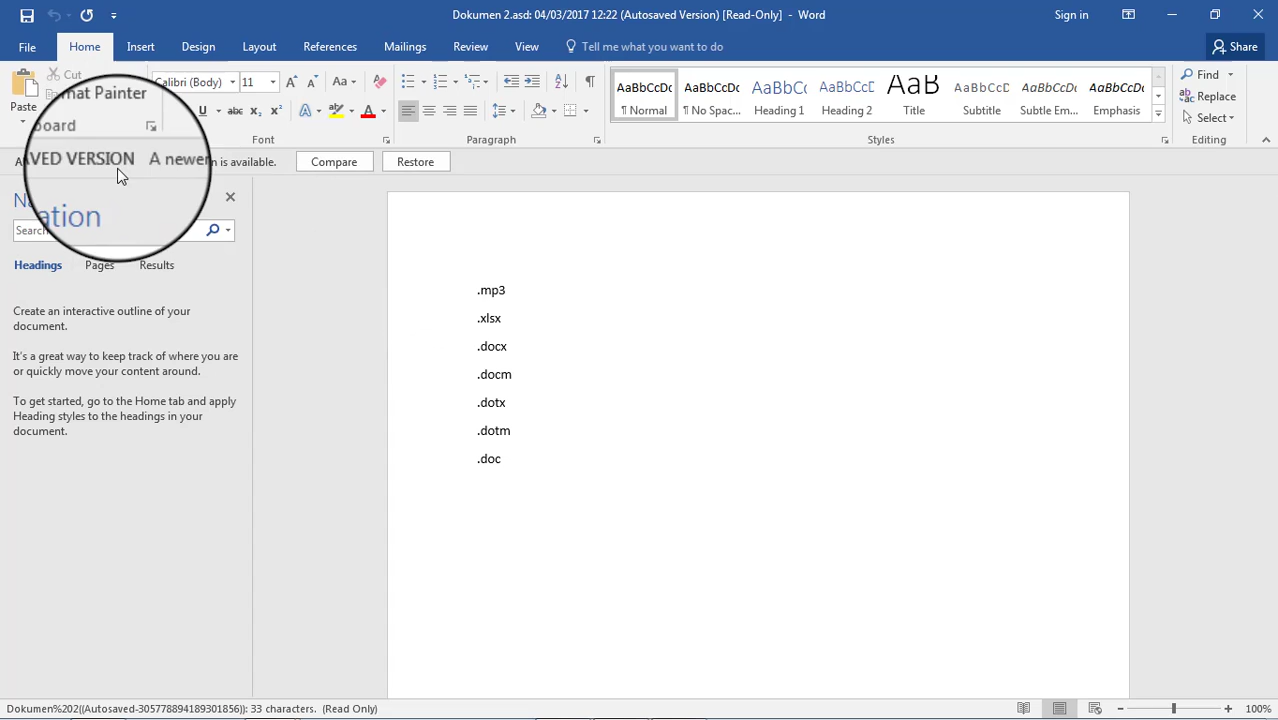 Dokumen 2.asd: 04/03/2017 12:22 (Autosaved Version) [Read-Only] - Word
Sign in
File Home Insert Design Layout References Mailings Review View Tell me what you want to do Share
Cut
Paste
mat Painter
board
Calibri (Body) 11 Aa
U abc x₂ x² A A
Font
AaBbCcDc AaBbCcDc AaBbCc AaBbCcD AaB AaBbCcD AaBbCcDc AaBbCcDc
¶ Normal ¶ No Spac... Heading 1 Heading 2 Title Subtitle Subtle Em... Emphasis
Styles
Find
Replace
Select
Editing
AVED VERSION A newer
is available. Compare Restore
ation
Search
Headings Pages Results
Create an interactive outline of your
document.
It's a great way to keep track of where you are
or quickly move your content around.
To get started, go to the Home tab and apply
Heading styles to the headings in your
document.
.mp3
.xlsx
.docx
.docm
.dotx
.dotm
.doc
Dokumen%202((Autosaved-305778894189301856)): 33 characters. (Read Only)
100%